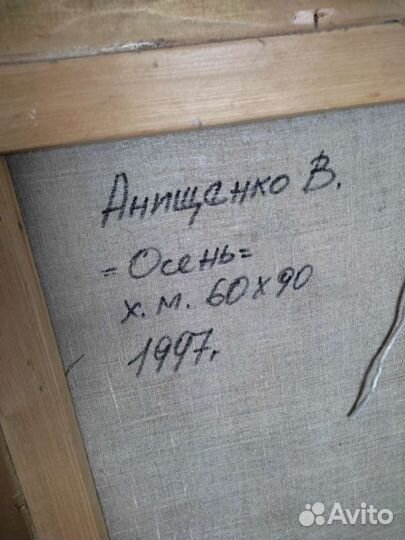 Анищенко В.
=Осень=
х.м. 60х90
1997г.
Avito